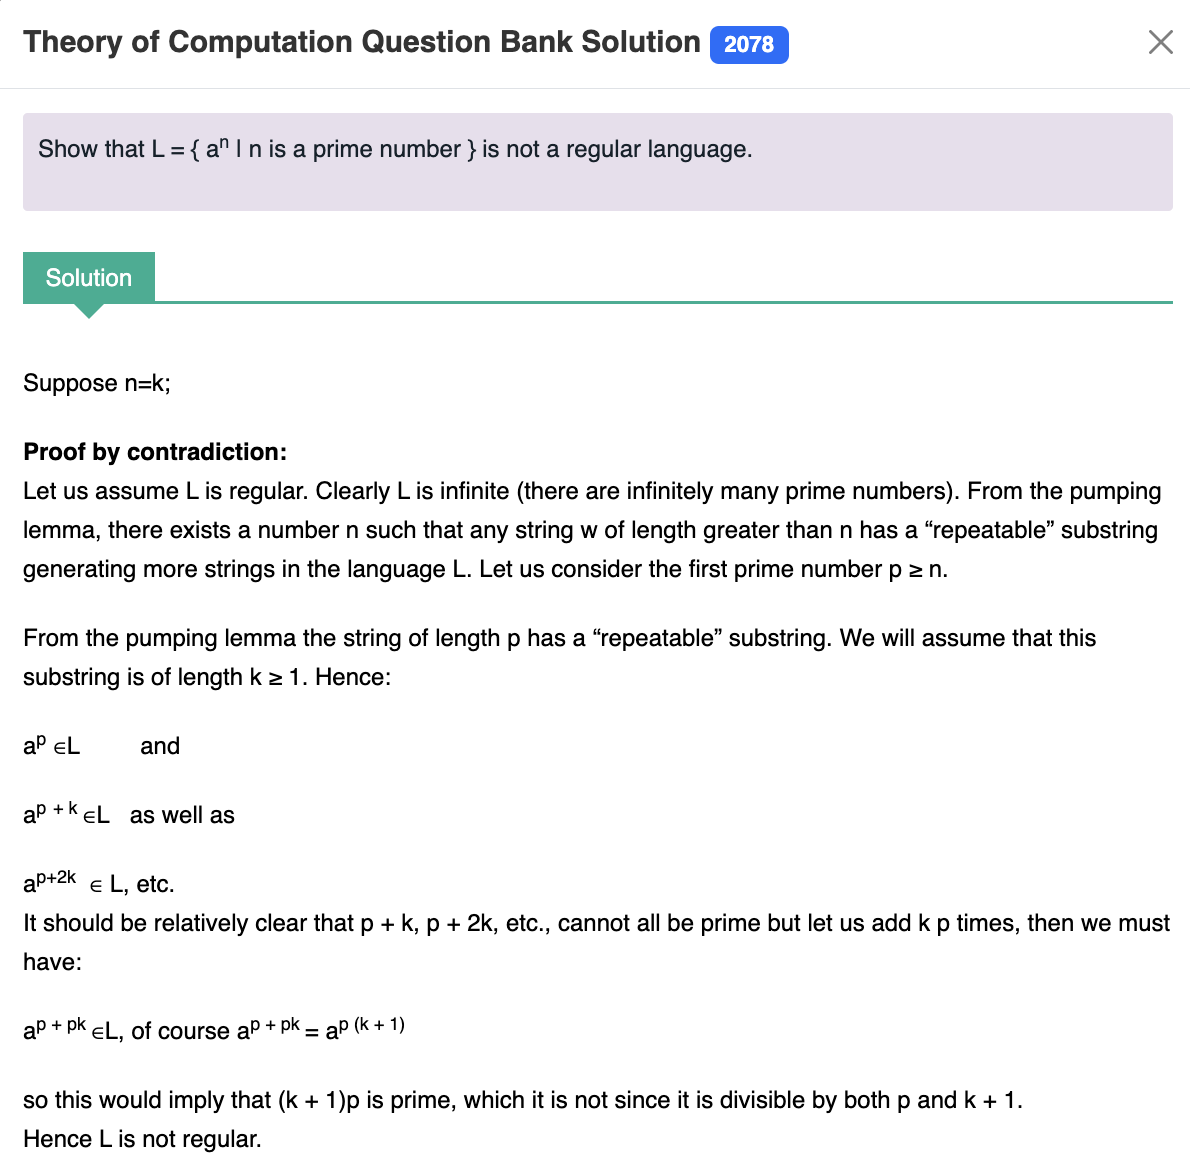 Theory of Computation Question Bank Solution 2078
Show that L = { aⁿ | n is a prime number } is not a regular language.
Solution
Suppose n=k;
Proof by contradiction:
Let us assume L is regular. Clearly L is infinite (there are infinitely many prime numbers). From the pumping
lemma, there exists a number n such that any string w of length greater than n has a “repeatable” substring
generating more strings in the language L. Let us consider the first prime number p ≥ n.
From the pumping lemma the string of length p has a “repeatable” substring. We will assume that this
substring is of length k ≥ 1. Hence:
aᵖ ∈L and
aᵖ ⁺ ᵏ ∈L as well as
aᵖ⁺²ᵏ ∈ L, etc.
It should be relatively clear that p + k, p + 2k, etc., cannot all be prime but let us add k p times, then we must
have:
aᵖ ⁺ ᵖᵏ ∈L, of course aᵖ ⁺ ᵖᵏ = aᵖ ⁽ᵏ ⁺ ¹⁾
so this would imply that (k + 1)p is prime, which it is not since it is divisible by both p and k + 1.
Hence L is not regular.